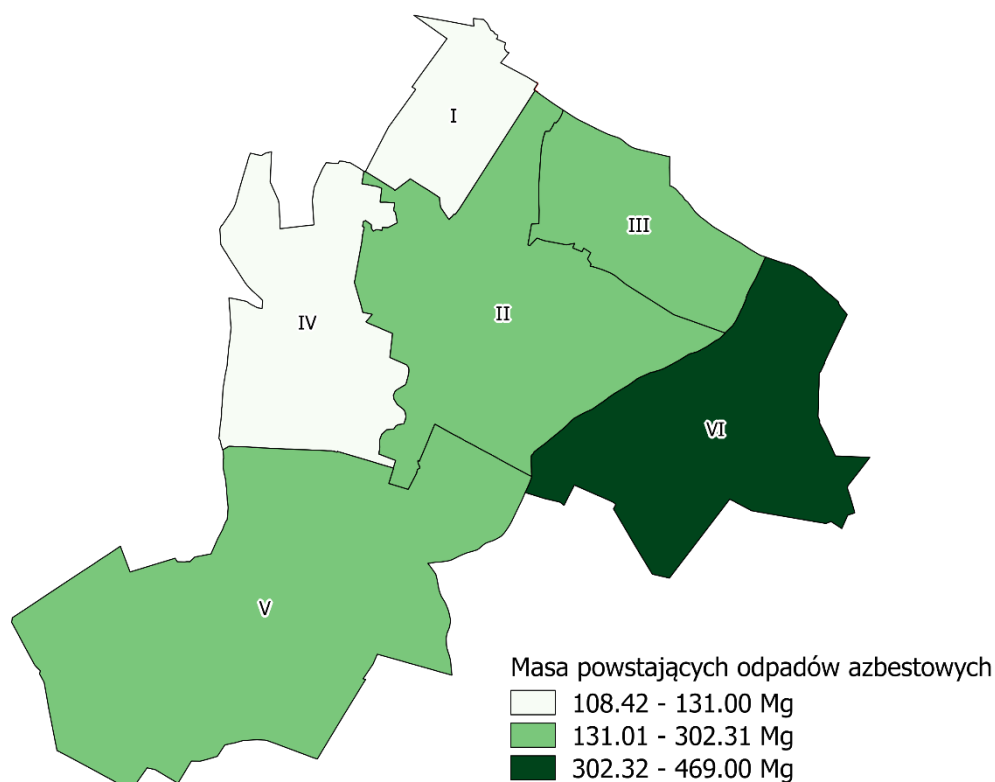 I
III
II
IV
VI
V
Masa powstających odpadów azbestowych
108.42 - 131.00 Mg
131.01 - 302.31 Mg
302.32 - 469.00 Mg